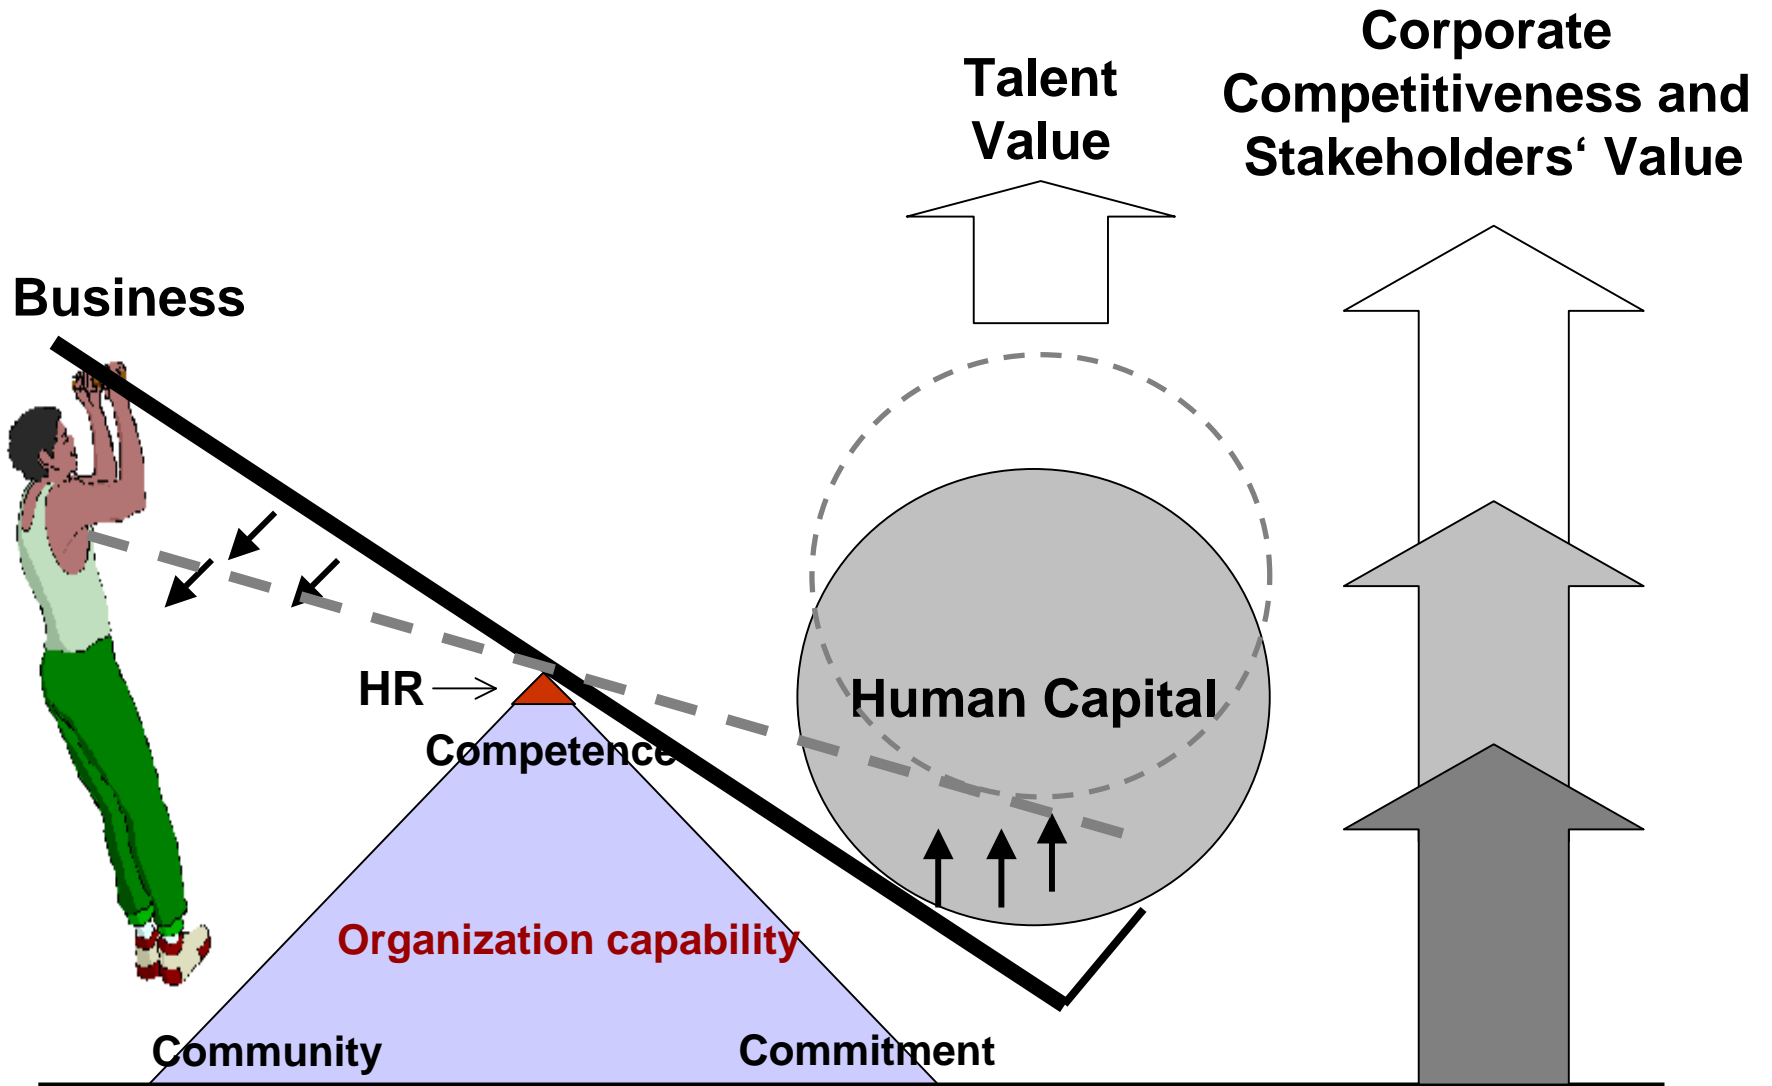 Corporate
Competitiveness and
Stakeholders‘ Value
Talent
Value
Business
HR
Human Capital
Competence
Organization capability
Community
Commitment